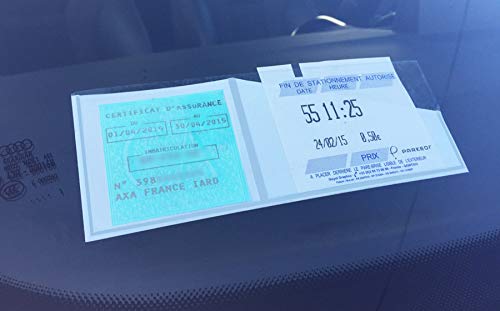 CERTIFICAT D'ASSURANCE
DU AU
01/04/2014 30/04/2015
IMMATRICULATION
N° 598
AXA FRANCE IARD
FIN DE STATIONNEMENT AUTORISE
DATE HEURE
55 11:25
24/02/15 0,50€
PRIX PARKEON
A PLACER DERRIERE LE PARE-BRISE LISIBLE DE L'EXTERIEUR